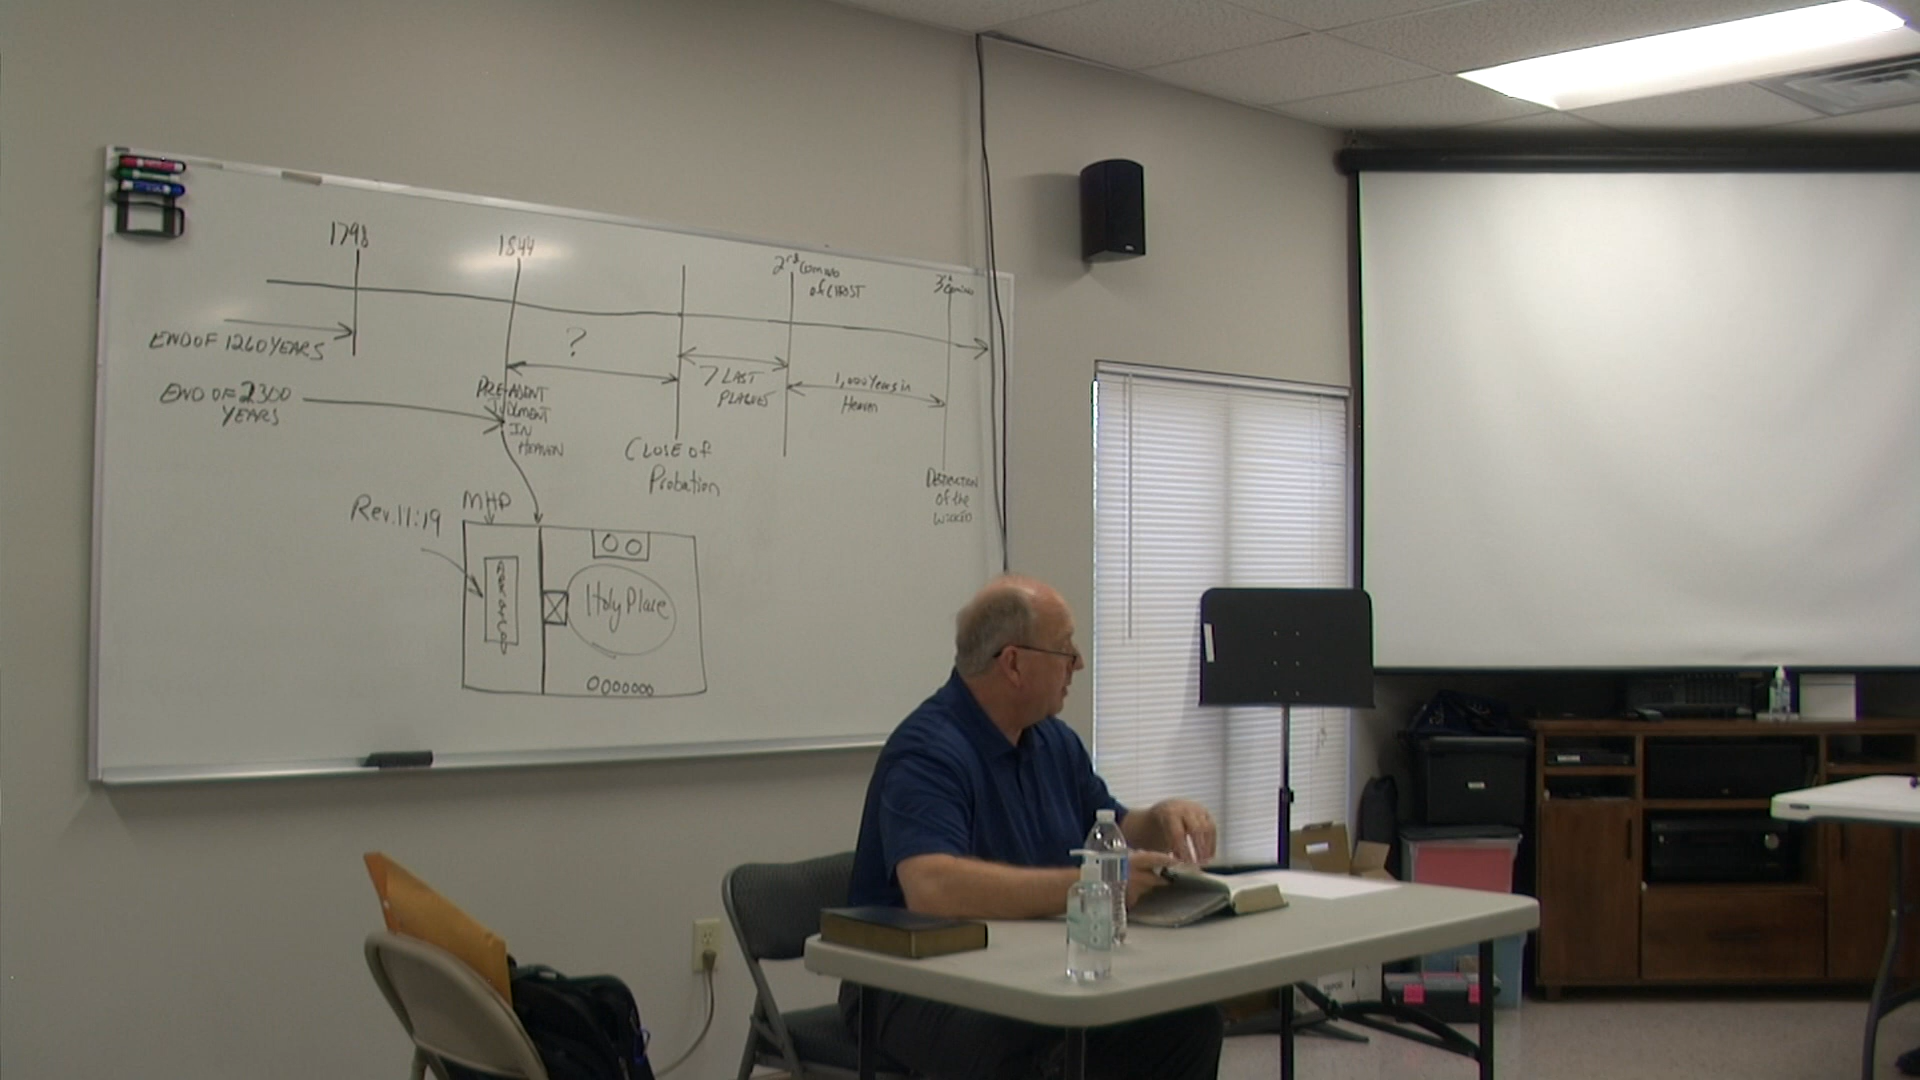 1798
1844
2nd Coming
of CHRIST
3rd Coming
END OF 1260 YEARS
?
7 LAST
PLAGUES
1,000 Years in
Heaven
END OF 2300
YEARS
PRE-ADVENT
JUDGMENT
IN
HEAVEN
CLOSE of
Probation
DESTRUCTION
of the
WICKED
Rev. 11:19
MHP
Holy Place